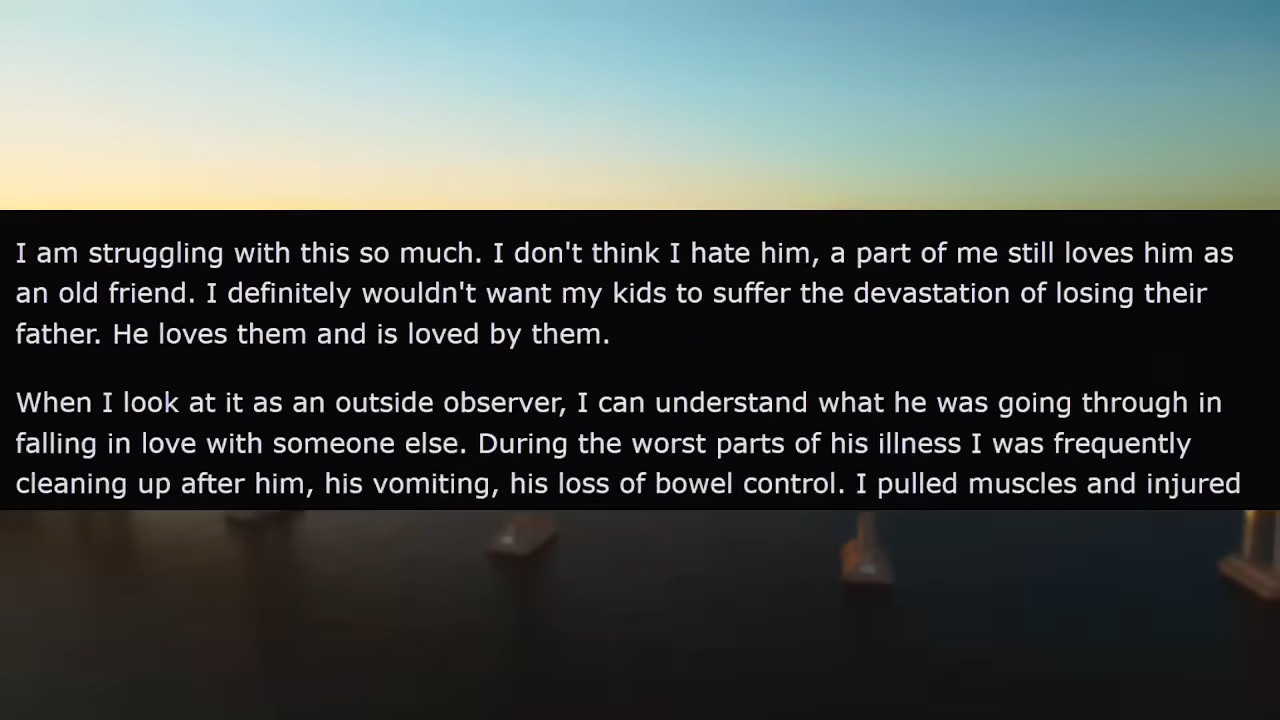 I am struggling with this so much. I don't think I hate him, a part of me still loves him as
an old friend. I definitely wouldn't want my kids to suffer the devastation of losing their
father. He loves them and is loved by them.
When I look at it as an outside observer, I can understand what he was going through in
falling in love with someone else. During the worst parts of his illness I was frequently
cleaning up after him, his vomiting, his loss of bowel control. I pulled muscles and injured